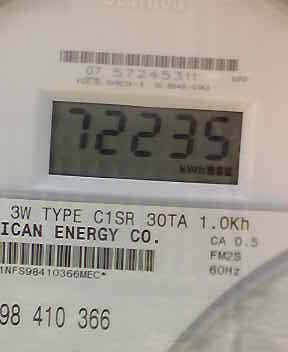 07 57245311
72235
kWh
3W TYPE C1SR 30TA 1.0Kh
ICAN ENERGY CO.
CA 0.5
FM2S
60Hz
1NFS98410366MEC*
98 410 366